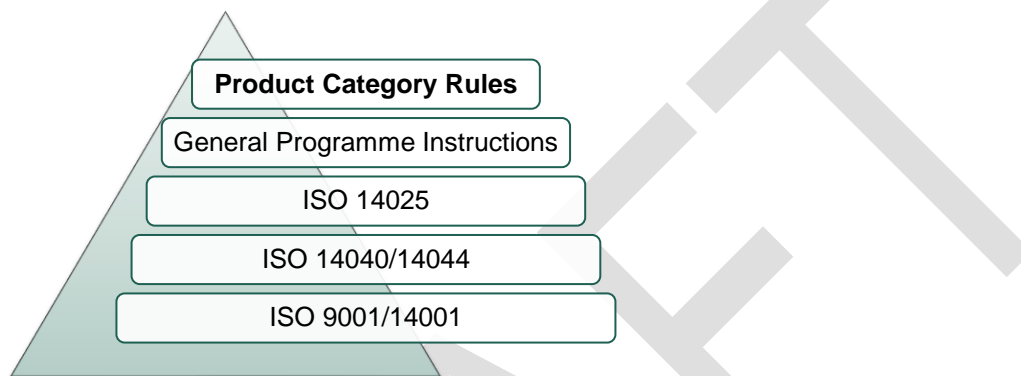 Product Category Rules
General Programme Instructions
ISO 14025
ISO 14040/14044
ISO 9001/14001